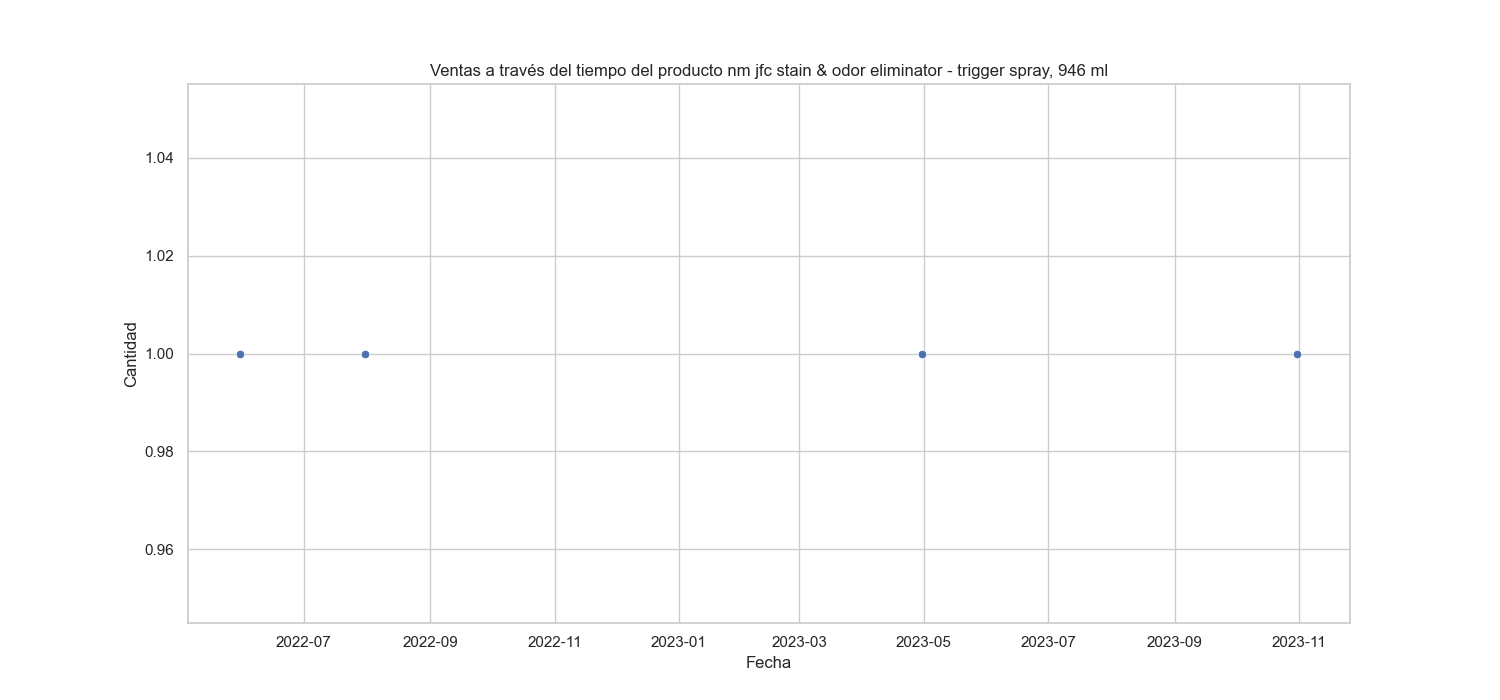 Ventas a través del tiempo del producto nm jfc stain & odor eliminator - trigger spray, 946 ml
1.04
1.02
1.00
0.98
0.96
Cantidad
2022-07 2022-09 2022-11 2023-01 2023-03 2023-05 2023-07 2023-09 2023-11
Fecha